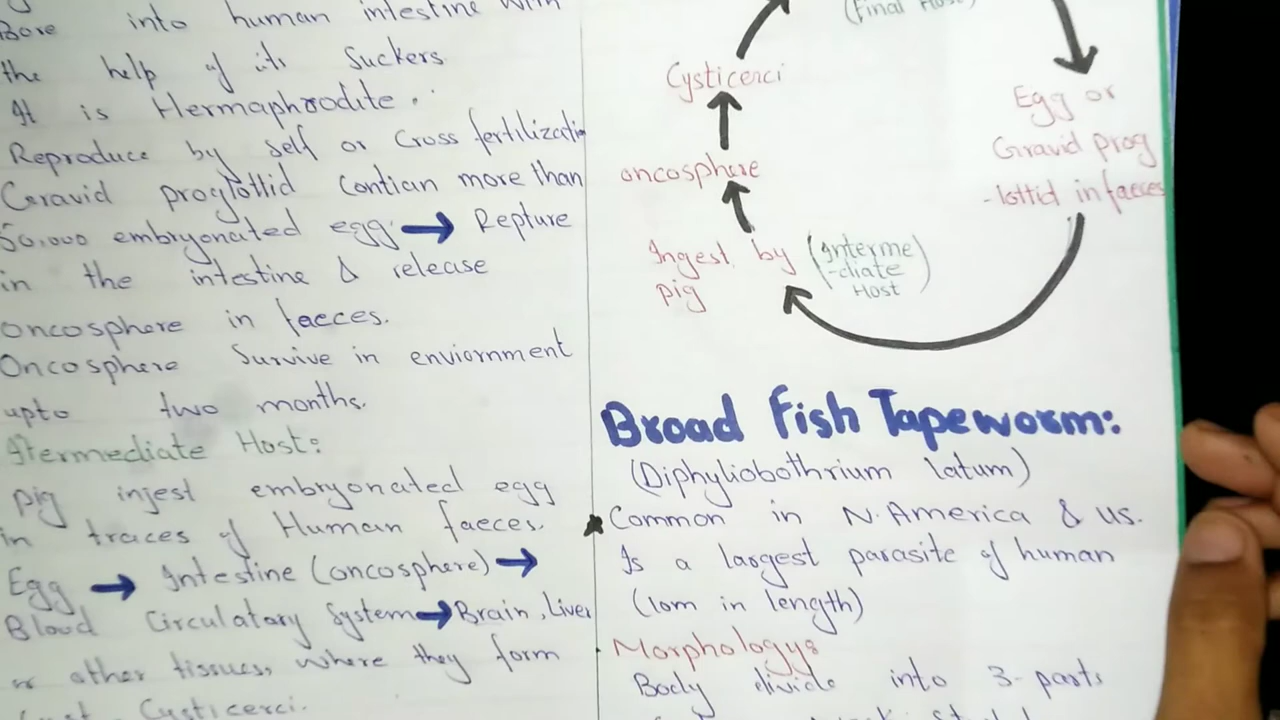 Bore into human intestine with
the help of its suckers
It is Hermaphrodite.
Reproduce by self or cross fertilization
Gravid proglottid contian more than
50,000 embryonated egg. → Repture
in the intestine & release
oncosphere in faeces.
Oncosphere Survive in enviornment
upto two months.
Itermediate Host:
Pig injest embryonated egg
in traces of Human faeces.
Egg → Intestine (oncosphere) →
Blood Circulatory System → Brain, Liver
or other tissues, where they form
Cysticerci.
(Final Host)
Cysticerci
Egg or
Gravid prog
-lottid in faeces
oncosphere
Ingest by
pig
(Interme
-diate
Host)
Broad Fish Tapeworm:
(Diphyliobothrium latum)
Common in N.America & US.
Is a largest parasite of human
(10m in length)
Morphology:
Body divide into 3-parts